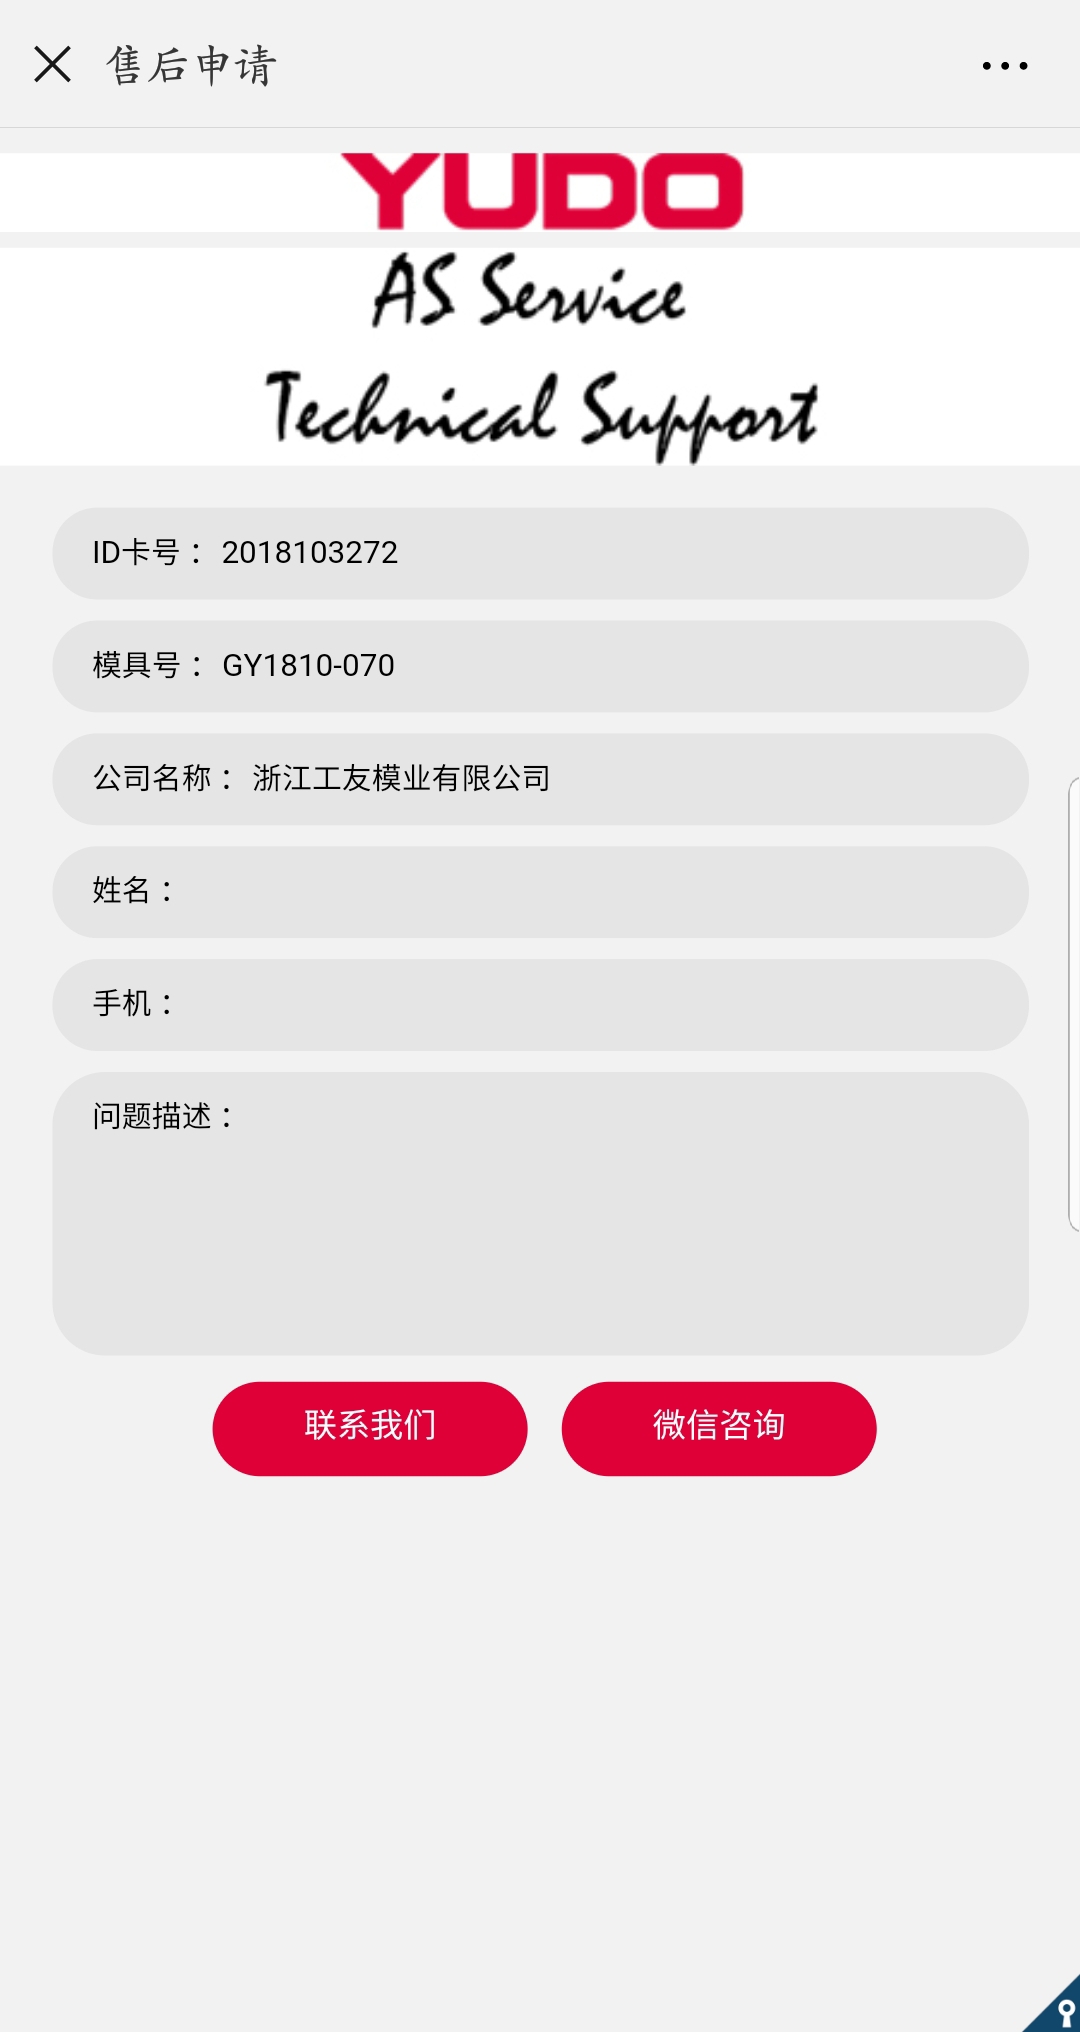 售后申请
YUDO
AS Service
Technical Support
ID卡号： 2018103272
模具号： GY1810-070
公司名称： 浙江工友模业有限公司
姓名：
手机：
问题描述：
联系我们 微信咨询